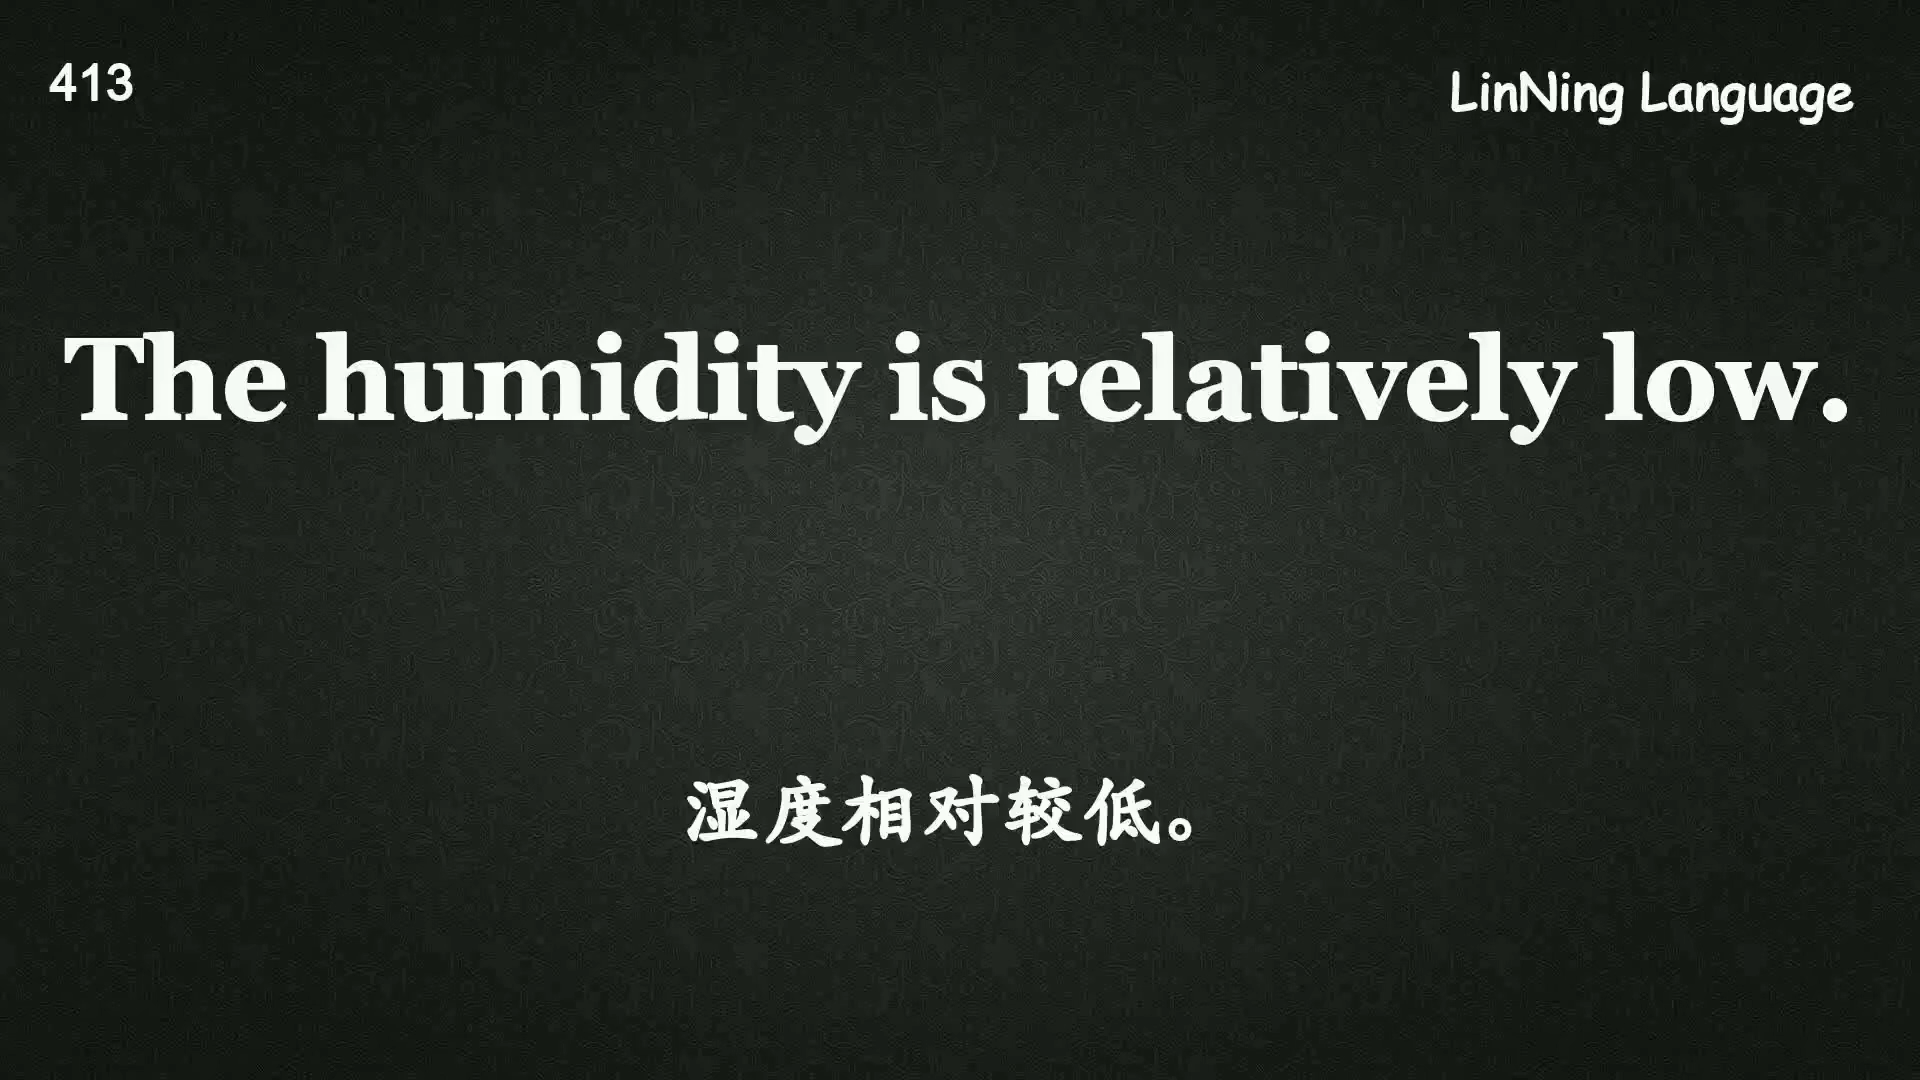 413
LinNing Language
The humidity is relatively low.
湿度相对较低。